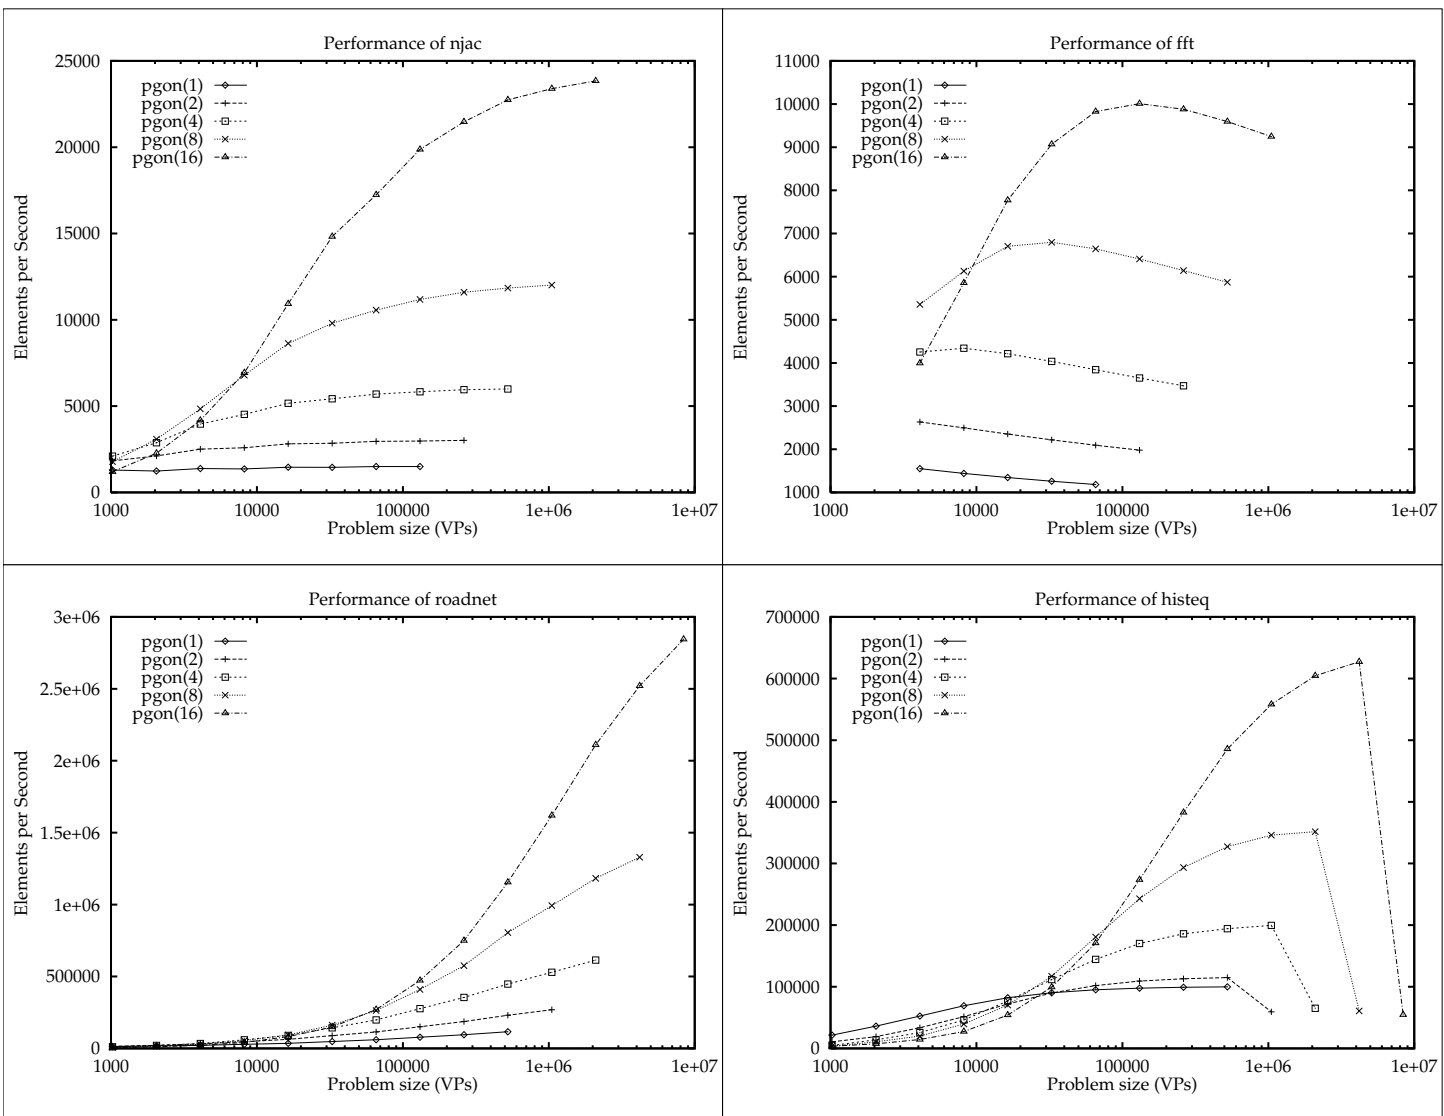 Performance of njac
25000
20000
15000
10000
5000
0
Elements per Second
pgon(1)
pgon(2)
pgon(4)
pgon(8)
pgon(16)
1000 10000 100000 1e+06 1e+07
Problem size (VPs)
Performance of fft
11000
10000
9000
8000
7000
6000
5000
4000
3000
2000
1000
Elements per Second
pgon(1)
pgon(2)
pgon(4)
pgon(8)
pgon(16)
1000 10000 100000 1e+06 1e+07
Problem size (VPs)
Performance of roadnet
3e+06
2.5e+06
2e+06
1.5e+06
1e+06
500000
0
Elements per Second
pgon(1)
pgon(2)
pgon(4)
pgon(8)
pgon(16)
1000 10000 100000 1e+06 1e+07
Problem size (VPs)
Performance of histeq
700000
600000
500000
400000
300000
200000
100000
0
Elements per Second
pgon(1)
pgon(2)
pgon(4)
pgon(8)
pgon(16)
1000 10000 100000 1e+06 1e+07
Problem size (VPs)